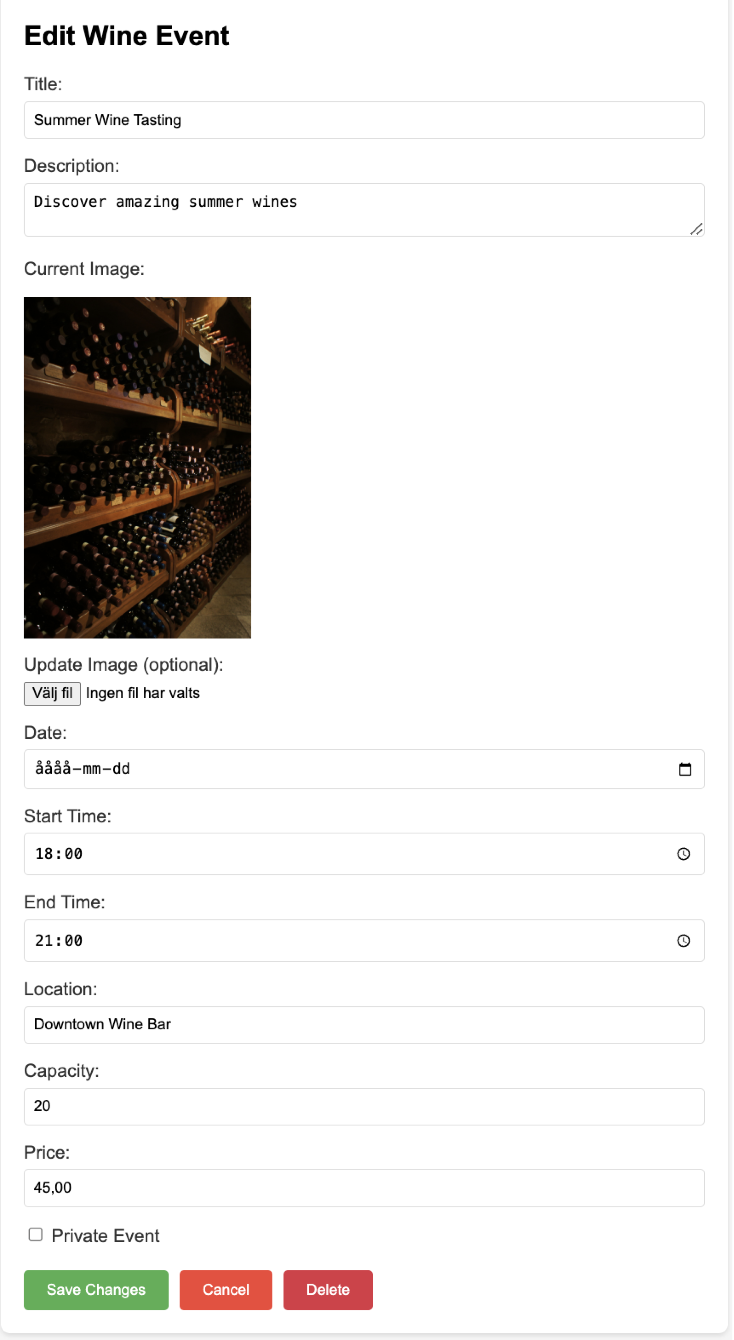 Edit Wine Event
Title:
Summer Wine Tasting
Description:
Discover amazing summer wines
Current Image:
Update Image (optional):
Välj fil Ingen fil har valts
Date:
åååå-mm-dd
Start Time:
18:00
End Time:
21:00
Location:
Downtown Wine Bar
Capacity:
20
Price:
45,00
Private Event
Save Changes Cancel Delete